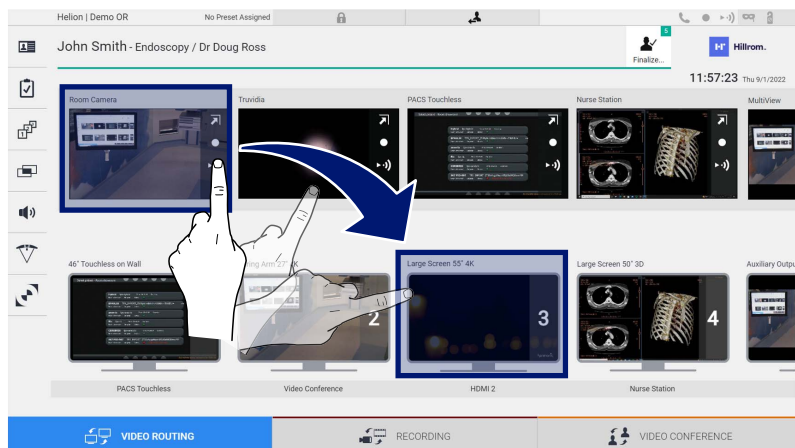 Helion | Demo OR
No Preset Assigned
John Smith - Endoscopy / Dr Doug Ross
5
Finalize...
H
Hillrom.
11:57:23 Thu 9/1/2022
Room Camera
Truvidia
PACS Touchless
Nurse Station
MultiView
46" Touchless on Wall
27" 4K
Large Screen 55" 4K
Large Screen 50" 3D
Auxiliary Outpu
2
3
4
PACS Touchless
Video Conference
HDMI 2
Nurse Station
VIDEO ROUTING
RECORDING
VIDEO CONFERENCE